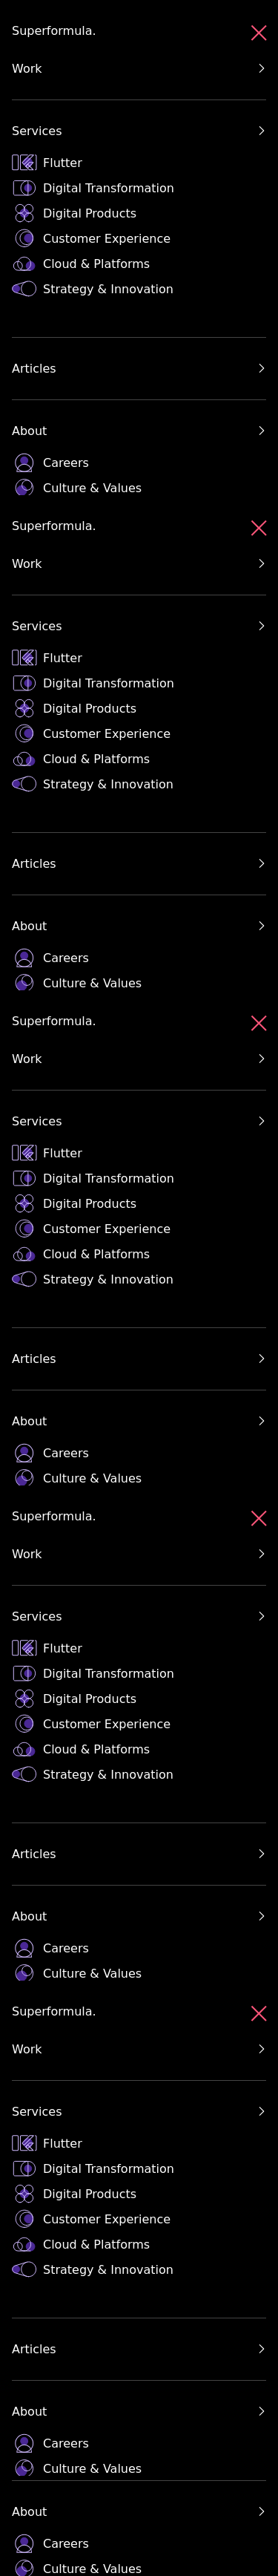 Superformula.
Work
Services
Flutter
Digital Transformation
Digital Products
Customer Experience
Cloud & Platforms
Strategy & Innovation
Articles
About
Careers
Culture & Values
Superformula.
Work
Services
Flutter
Digital Transformation
Digital Products
Customer Experience
Cloud & Platforms
Strategy & Innovation
Articles
About
Careers
Culture & Values
Superformula.
Work
Services
Flutter
Digital Transformation
Digital Products
Customer Experience
Cloud & Platforms
Strategy & Innovation
Articles
About
Careers
Culture & Values
Superformula.
Work
Services
Flutter
Digital Transformation
Digital Products
Customer Experience
Cloud & Platforms
Strategy & Innovation
Articles
About
Careers
Culture & Values
Superformula.
Work
Services
Flutter
Digital Transformation
Digital Products
Customer Experience
Cloud & Platforms
Strategy & Innovation
Articles
About
Careers
Culture & Values
About
Careers
Culture & Values